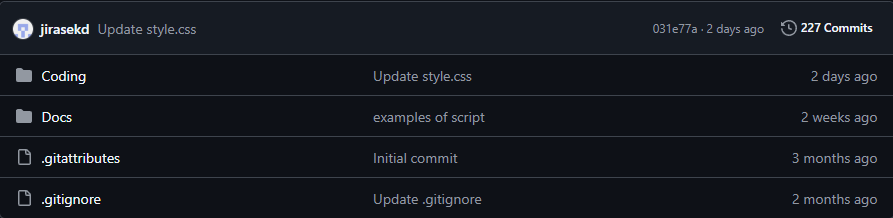 jirasekd Update style.css 031e77a · 2 days ago 227 Commits
Coding Update style.css 2 days ago
Docs examples of script 2 weeks ago
.gitattributes Initial commit 3 months ago
.gitignore Update .gitignore 2 months ago